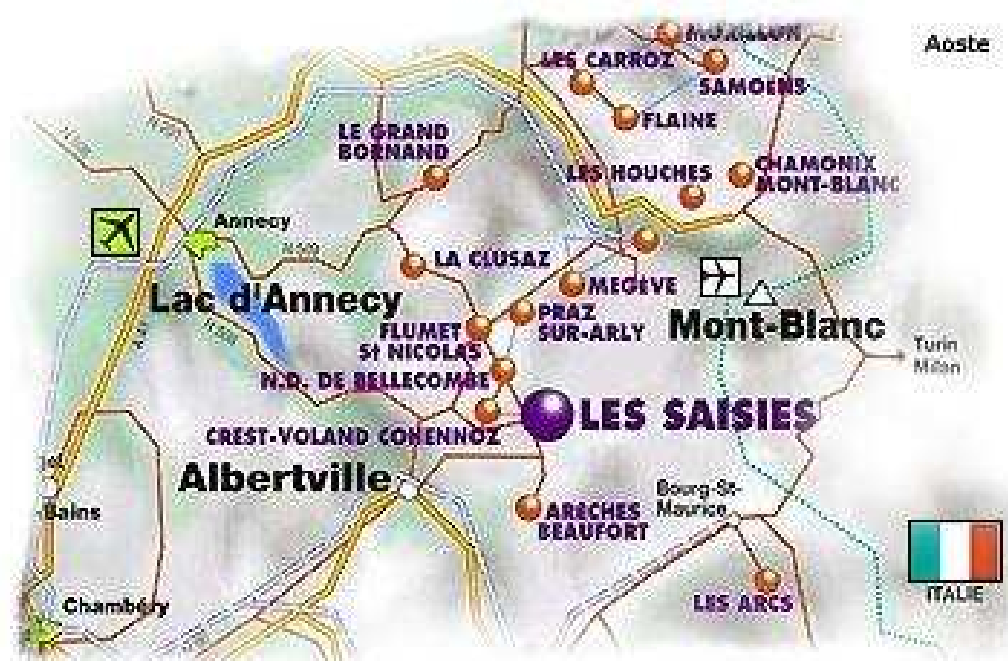 Aoste
LES CARROZ
SAMOENS
FLAINE
LE GRAND
BORNAND
LES HOUCHES
CHAMONIX
MONT-BLANC
Annecy
LA CLUSAZ
MEGÈVE
Lac d'Annecy
PRAZ
SUR-ARLY
Mont-Blanc
FLUMET
St NICOLAS
Turin
Milan
N.D. DE BELLECOMBE
LES SAISIES
CREST-VOLAND COHENNOZ
Albertville
Bourg-St-
Maurice
Bains
ARECHES
BEAUFORT
ITALIE
Chambéry
LES ARCS